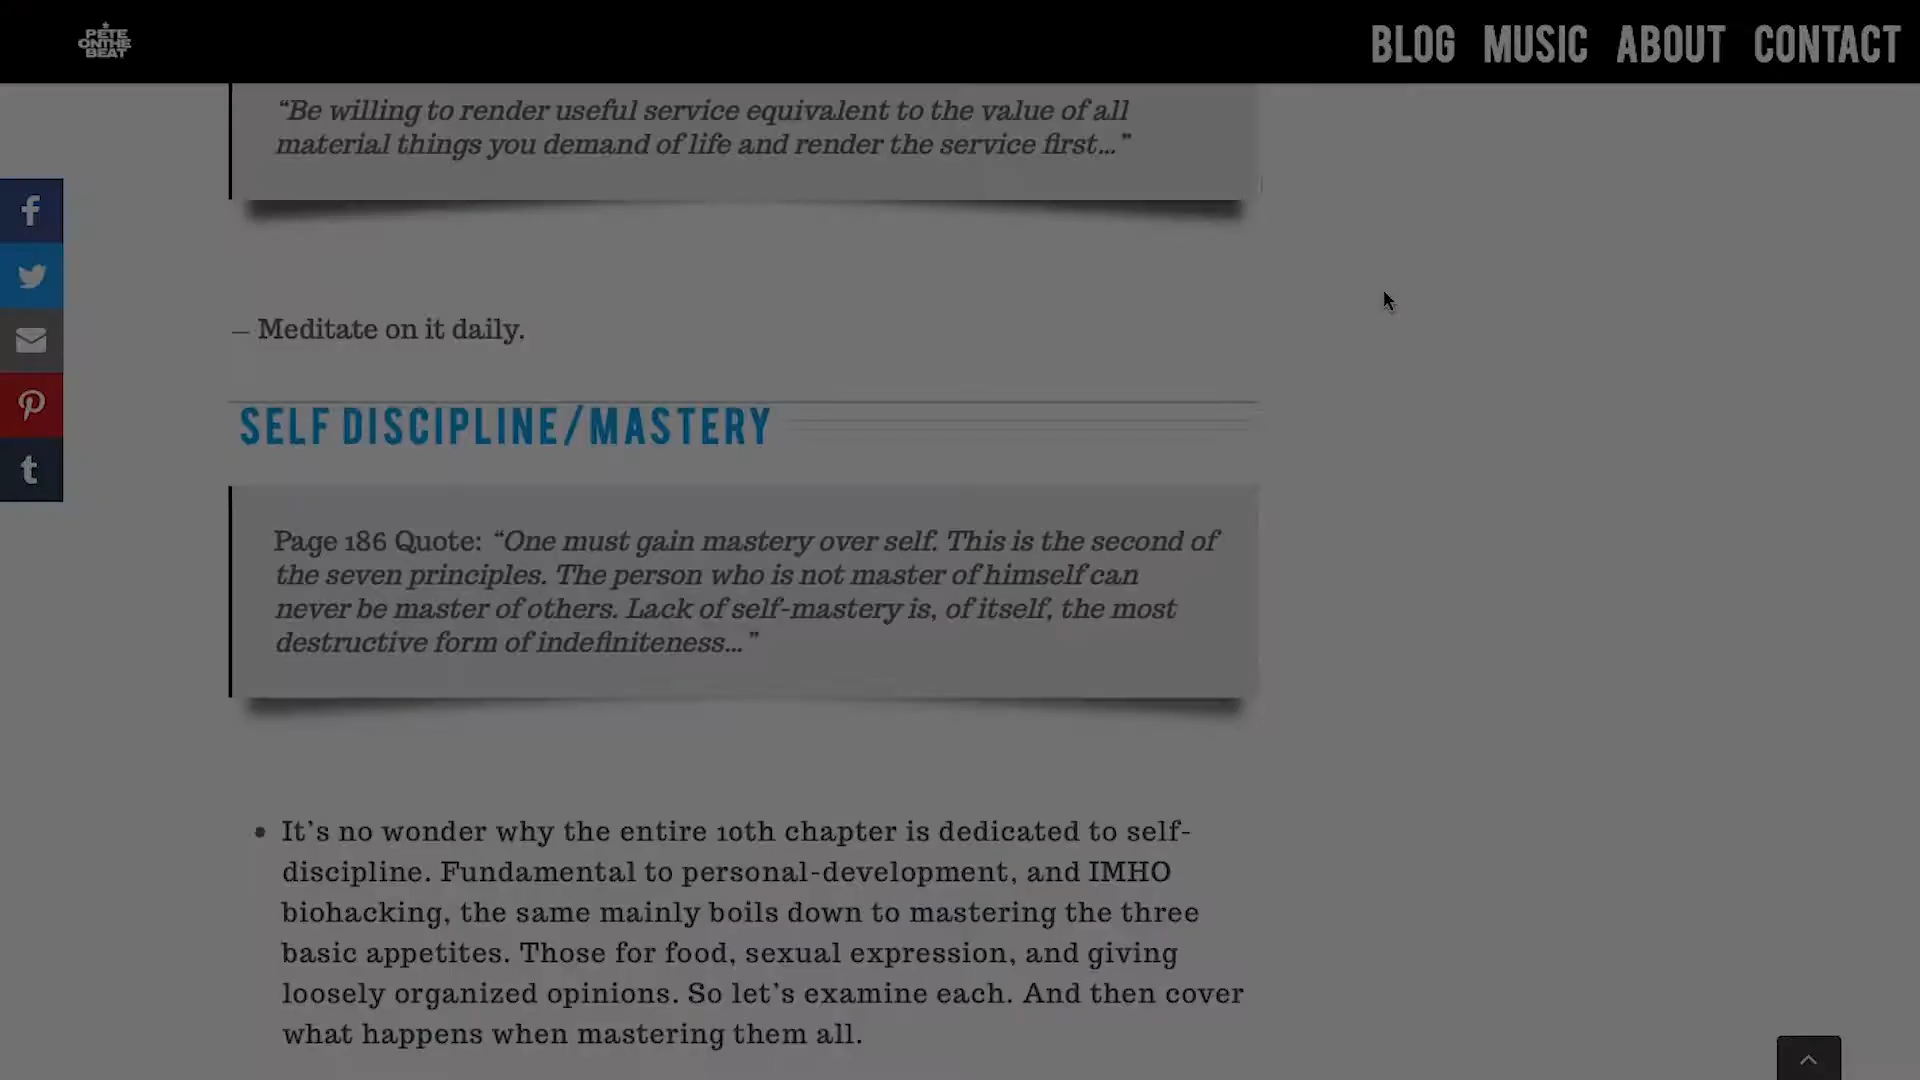 PETE
ONTHE
BEAT
BLOG MUSIC ABOUT CONTACT
“Be willing to render useful service equivalent to the value of all
material things you demand of life and render the service first...”
— Meditate on it daily.
SELF DISCIPLINE/MASTERY
Page 186 Quote: “One must gain mastery over self. This is the second of
the seven principles. The person who is not master of himself can
never be master of others. Lack of self-mastery is, of itself, the most
destructive form of indefiniteness...”
• It’s no wonder why the entire 10th chapter is dedicated to self-
discipline. Fundamental to personal-development, and IMHO
biohacking, the same mainly boils down to mastering the three
basic appetites. Those for food, sexual expression, and giving
loosely organized opinions. So let’s examine each. And then cover
what happens when mastering them all.